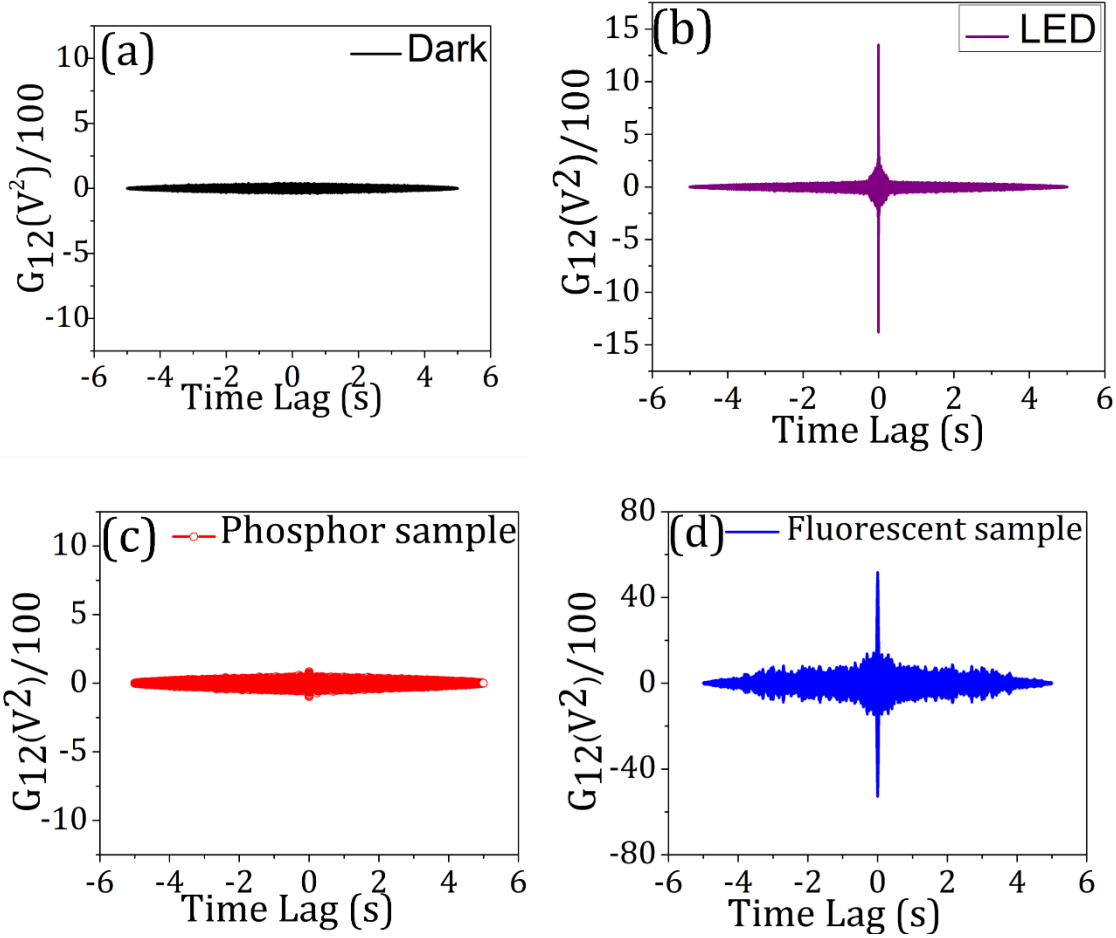 (a)
Dark
10
5
0
-5
-10
G12(V²)/100
-6 -4 -2 0 2 4 6
Time Lag (s)
(b)
LED
15
10
5
0
-5
-10
-15
G12(V²)/100
-6 -4 -2 0 2 4 6
Time Lag (s)
(c)
Phosphor sample
10
5
0
-5
-10
G12(V²)/100
-6 -4 -2 0 2 4 6
Time Lag (s)
(d)
Fluorescent sample
80
40
0
-40
-80
G12(V²)/100
-6 -4 -2 0 2 4 6
Time Lag (s)